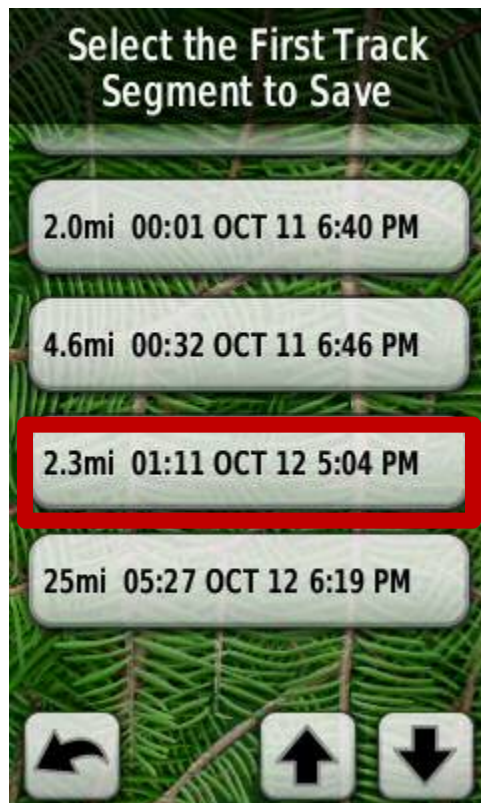 Select the First Track
Segment to Save
2.0mi 00:01 OCT 11 6:40 PM
4.6mi 00:32 OCT 11 6:46 PM
2.3mi 01:11 OCT 12 5:04 PM
25mi 05:27 OCT 12 6:19 PM